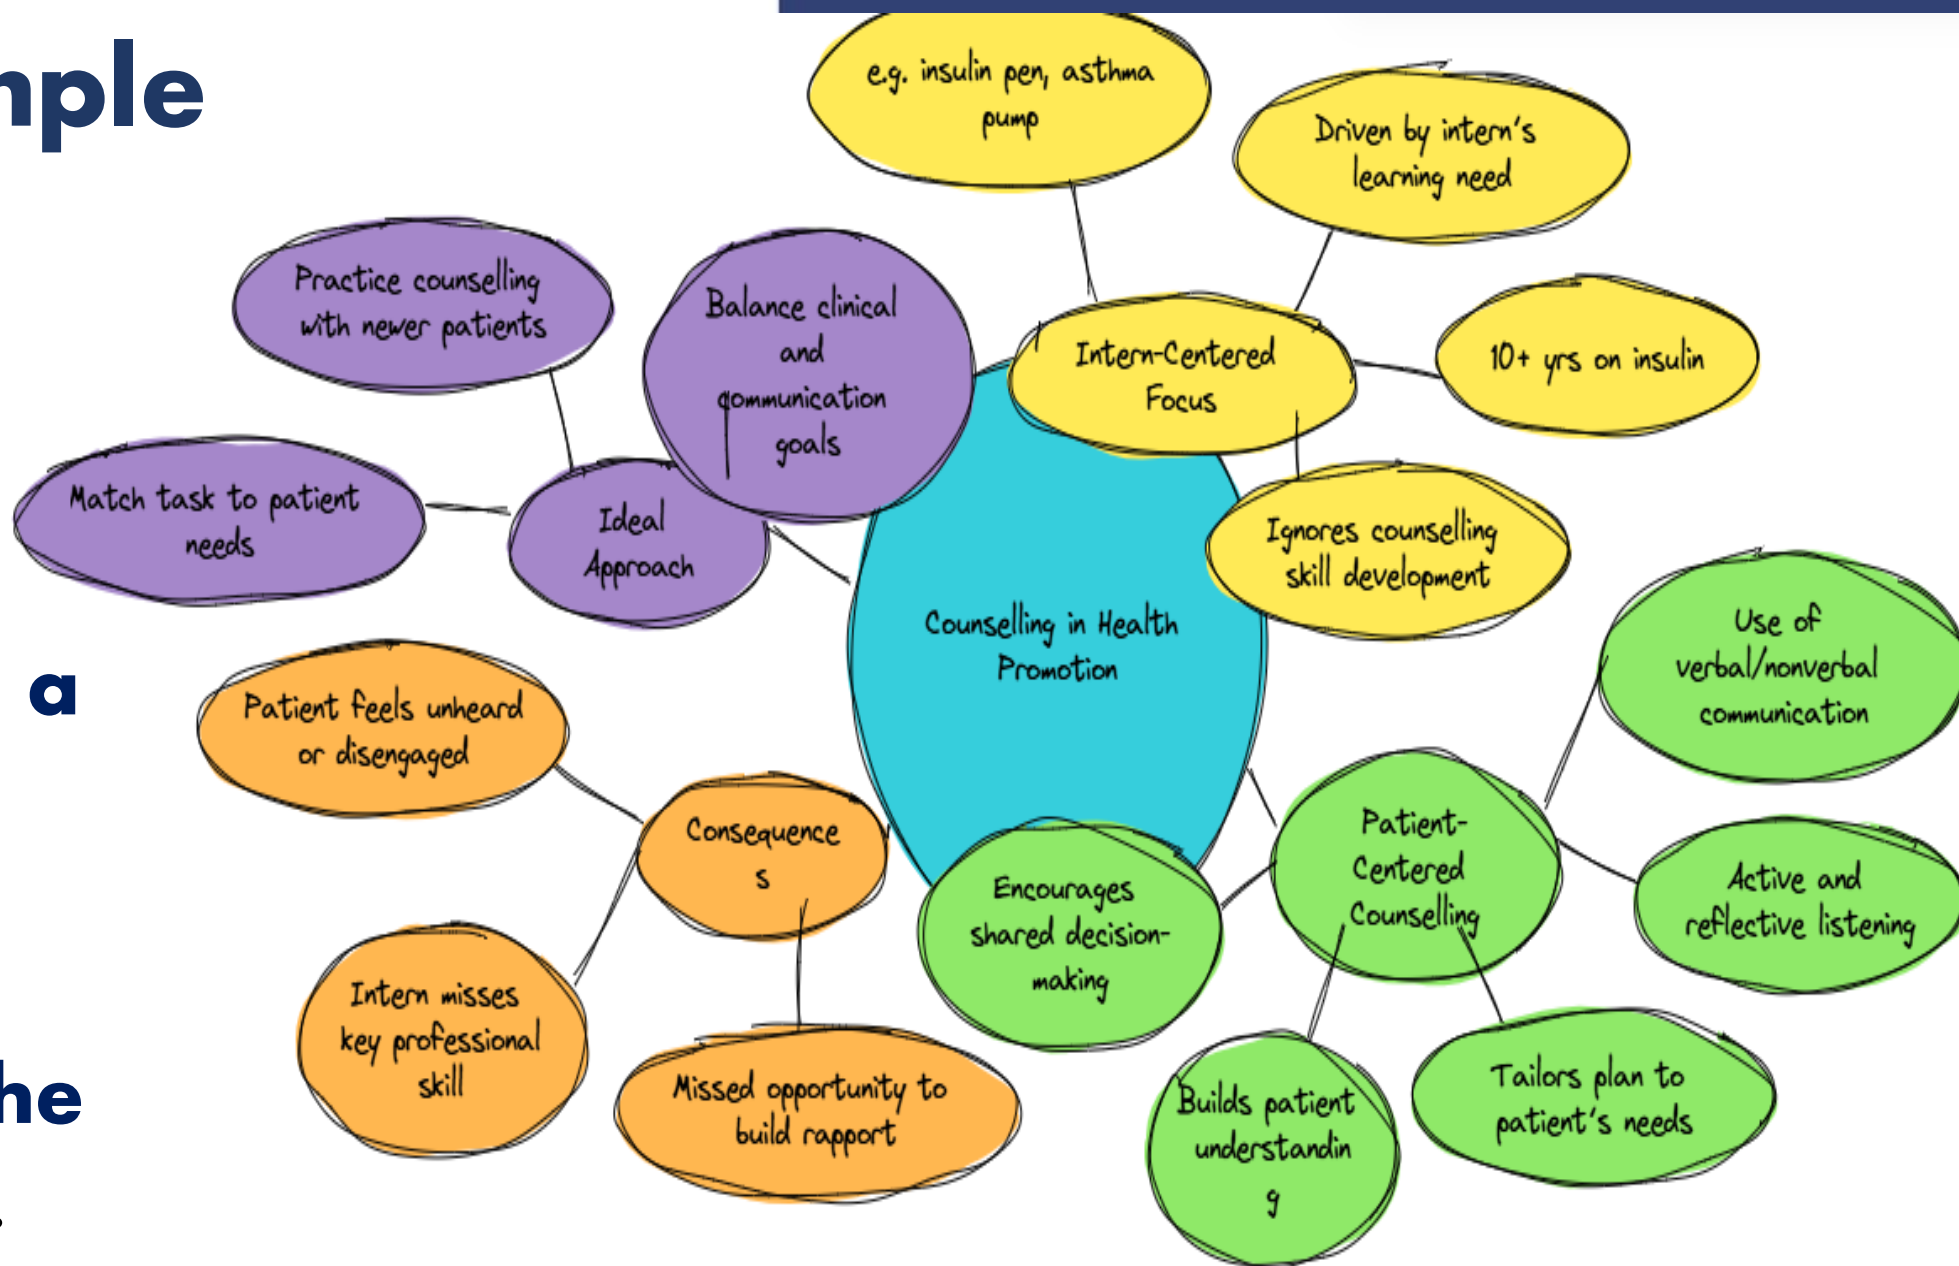 mple
a
he
.
e.g. insulin pen, asthma
pump
Driven by intern's
learning need
Practice counselling
with newer patients
Balance clinical
and
communication
goals
Intern-Centered
Focus
10+ yrs on insulin
Match task to patient
needs
Ideal
Approach
Ignores counselling
skill development
Counselling in Health
Promotion
Use of
verbal/nonverbal
communication
Patient feels unheard
or disengaged
Consequence
s
Patient-
Centered
Counselling
Encourages
shared decision-
making
Active and
reflective listening
Intern misses
key professional
skill
Missed opportunity to
build rapport
Builds patient
understandin
g
Tailors plan to
patient's needs